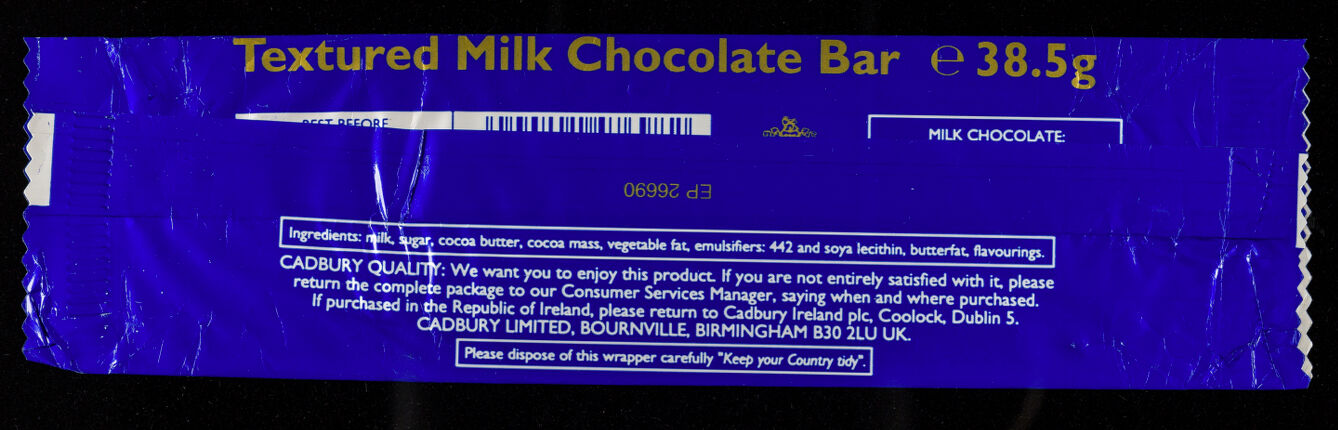 Textured Milk Chocolate Bar ℮ 38.5g
BEST BEFORE
MILK CHOCOLATE:
EP 26690
Ingredients: milk, sugar, cocoa butter, cocoa mass, vegetable fat, emulsifiers: 442 and soya lecithin, butterfat, flavourings.
CADBURY QUALITY: We want you to enjoy this product. If you are not entirely satisfied with it, please
return the complete package to our Consumer Services Manager, saying when and where purchased.
If purchased in the Republic of Ireland, please return to Cadbury Ireland plc, Coolock, Dublin 5.
CADBURY LIMITED, BOURNVILLE, BIRMINGHAM B30 2LU UK.
Please dispose of this wrapper carefully "Keep your Country tidy".